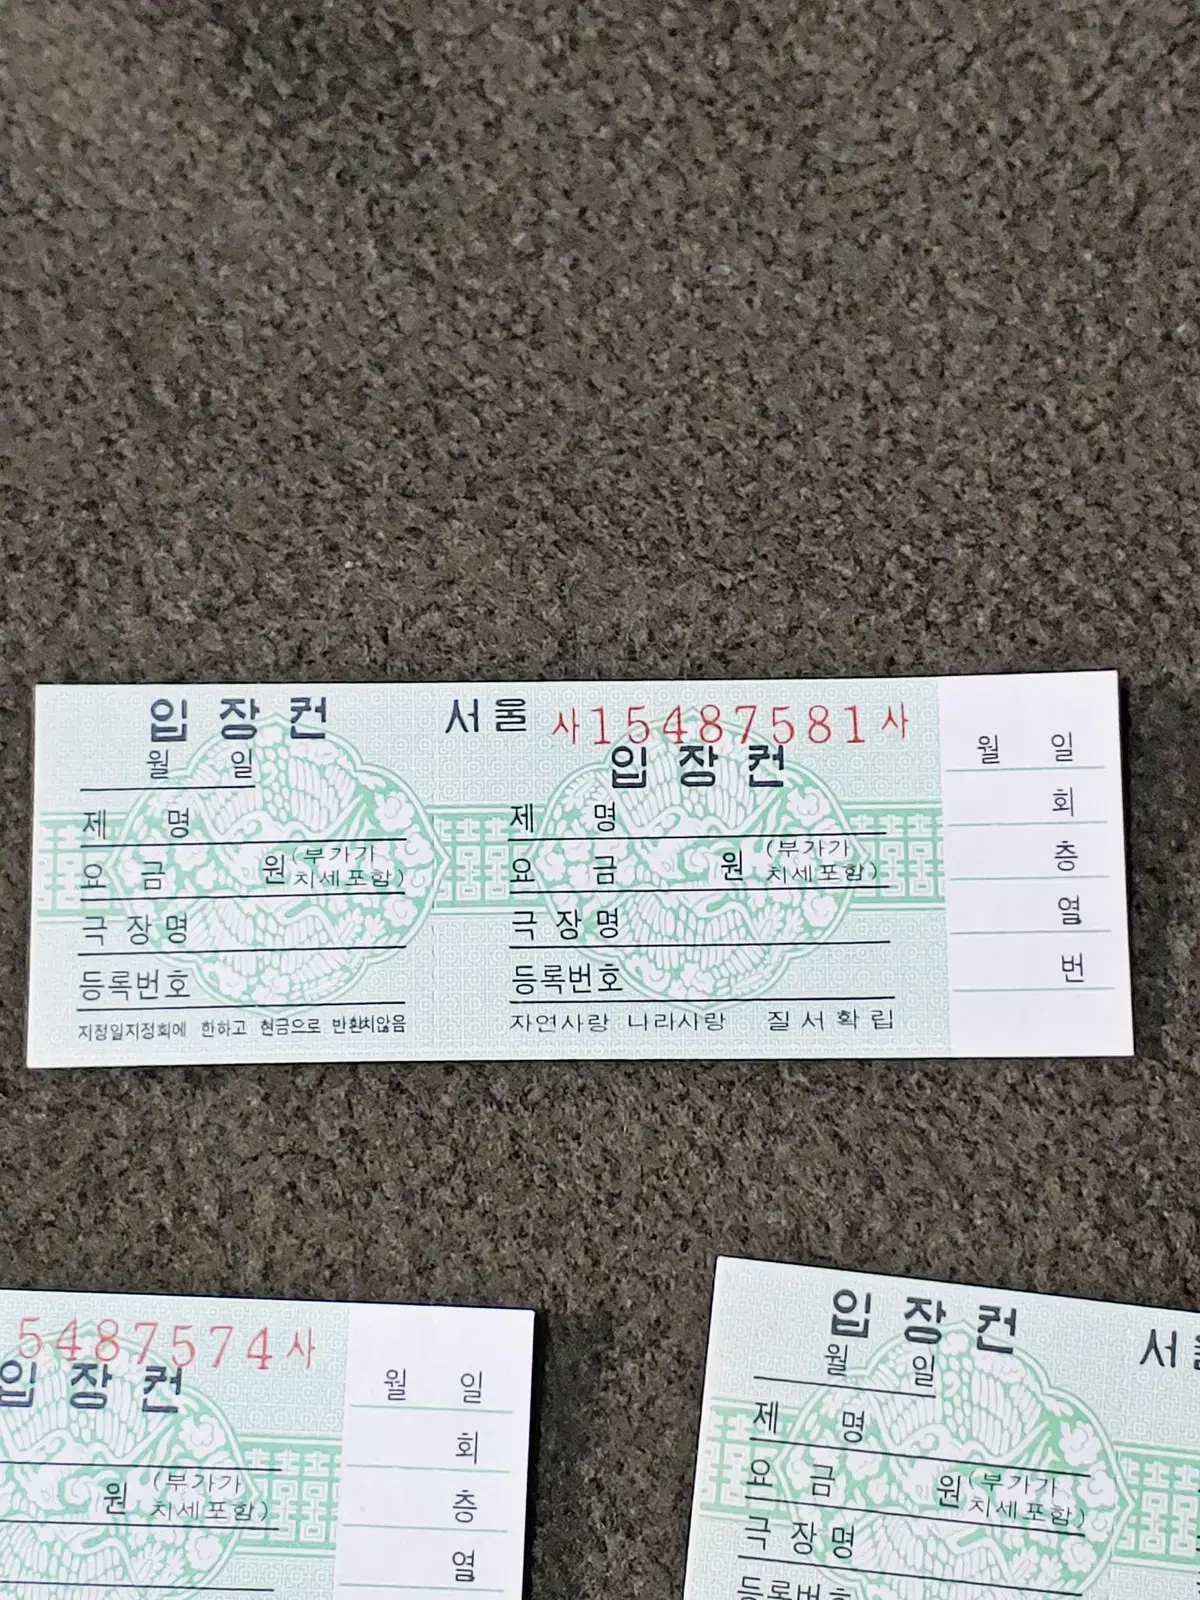 입 장 권
월 일
제 명
요 금 원 (부가가
치세포함)
극 장 명
등록번호
지정일지정회에 한하고 현금으로 반환치않음
서울 사15487581사
입 장 권
제 명
요 금 원 (부가가
치세포함)
극 장 명
등록번호
자연사랑 나라사랑 질서확립
월 일
회
층
열
번
5487574사
입 장 권
원 (부가가
치세포함)
월 일
회
층
열
입 장 권
월 일
제 명
요 금 원 (부가가
치세포함)
극 장 명
등록번호
서